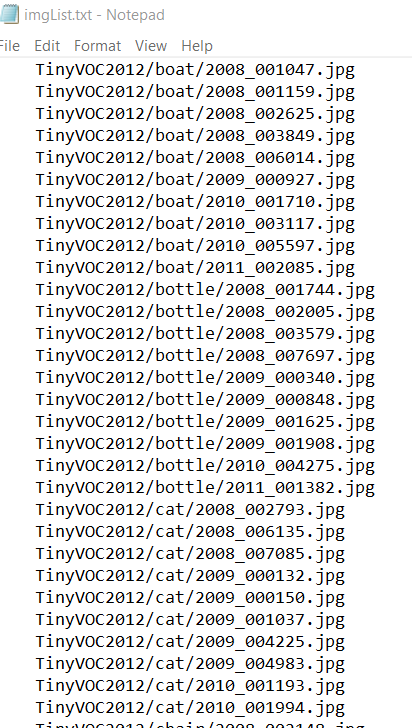 imgList.txt - Notepad
File Edit Format View Help
TinyVOC2012/boat/2008_001047.jpg
TinyVOC2012/boat/2008_001159.jpg
TinyVOC2012/boat/2008_002625.jpg
TinyVOC2012/boat/2008_003849.jpg
TinyVOC2012/boat/2008_006014.jpg
TinyVOC2012/boat/2009_000927.jpg
TinyVOC2012/boat/2010_001710.jpg
TinyVOC2012/boat/2010_003117.jpg
TinyVOC2012/boat/2010_005597.jpg
TinyVOC2012/boat/2011_002085.jpg
TinyVOC2012/bottle/2008_001744.jpg
TinyVOC2012/bottle/2008_002005.jpg
TinyVOC2012/bottle/2008_003579.jpg
TinyVOC2012/bottle/2008_007697.jpg
TinyVOC2012/bottle/2009_000340.jpg
TinyVOC2012/bottle/2009_000848.jpg
TinyVOC2012/bottle/2009_001625.jpg
TinyVOC2012/bottle/2009_001908.jpg
TinyVOC2012/bottle/2010_004275.jpg
TinyVOC2012/bottle/2011_001382.jpg
TinyVOC2012/cat/2008_002793.jpg
TinyVOC2012/cat/2008_006135.jpg
TinyVOC2012/cat/2008_007085.jpg
TinyVOC2012/cat/2009_000132.jpg
TinyVOC2012/cat/2009_000150.jpg
TinyVOC2012/cat/2009_001037.jpg
TinyVOC2012/cat/2009_004225.jpg
TinyVOC2012/cat/2009_004983.jpg
TinyVOC2012/cat/2010_001193.jpg
TinyVOC2012/cat/2010_001994.jpg